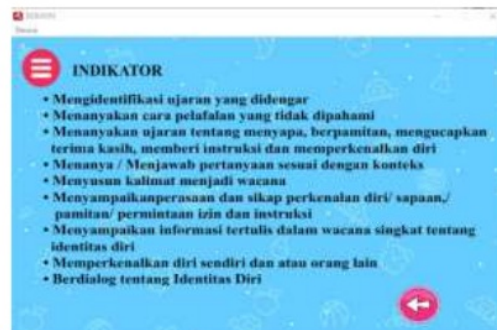 INDIKATOR
• Mengidentifikasi ujaran yang didengar
• Menanyakan cara pelafalan yang tidak dipahami
• Menanyakan ujaran tentang menyapa, berpamitan, mengucapkan
terima kasih, memberi instruksi dan memperkenalkan diri
• Menanya / Menjawab pertanyaan sesuai dengan konteks
• Menyusun kalimat menjadi wacana
• Menyampaikanperasaan dan sikap perkenalan diri/ sapaan,/
pamitan/ permintaan izin dan instruksi
• Menyampaikan informasi tertulis dalam wacana singkat tentang
identitas diri
• Memperkenalkan diri sendiri dan atau orang lain
• Berdialog tentang Identitas Diri